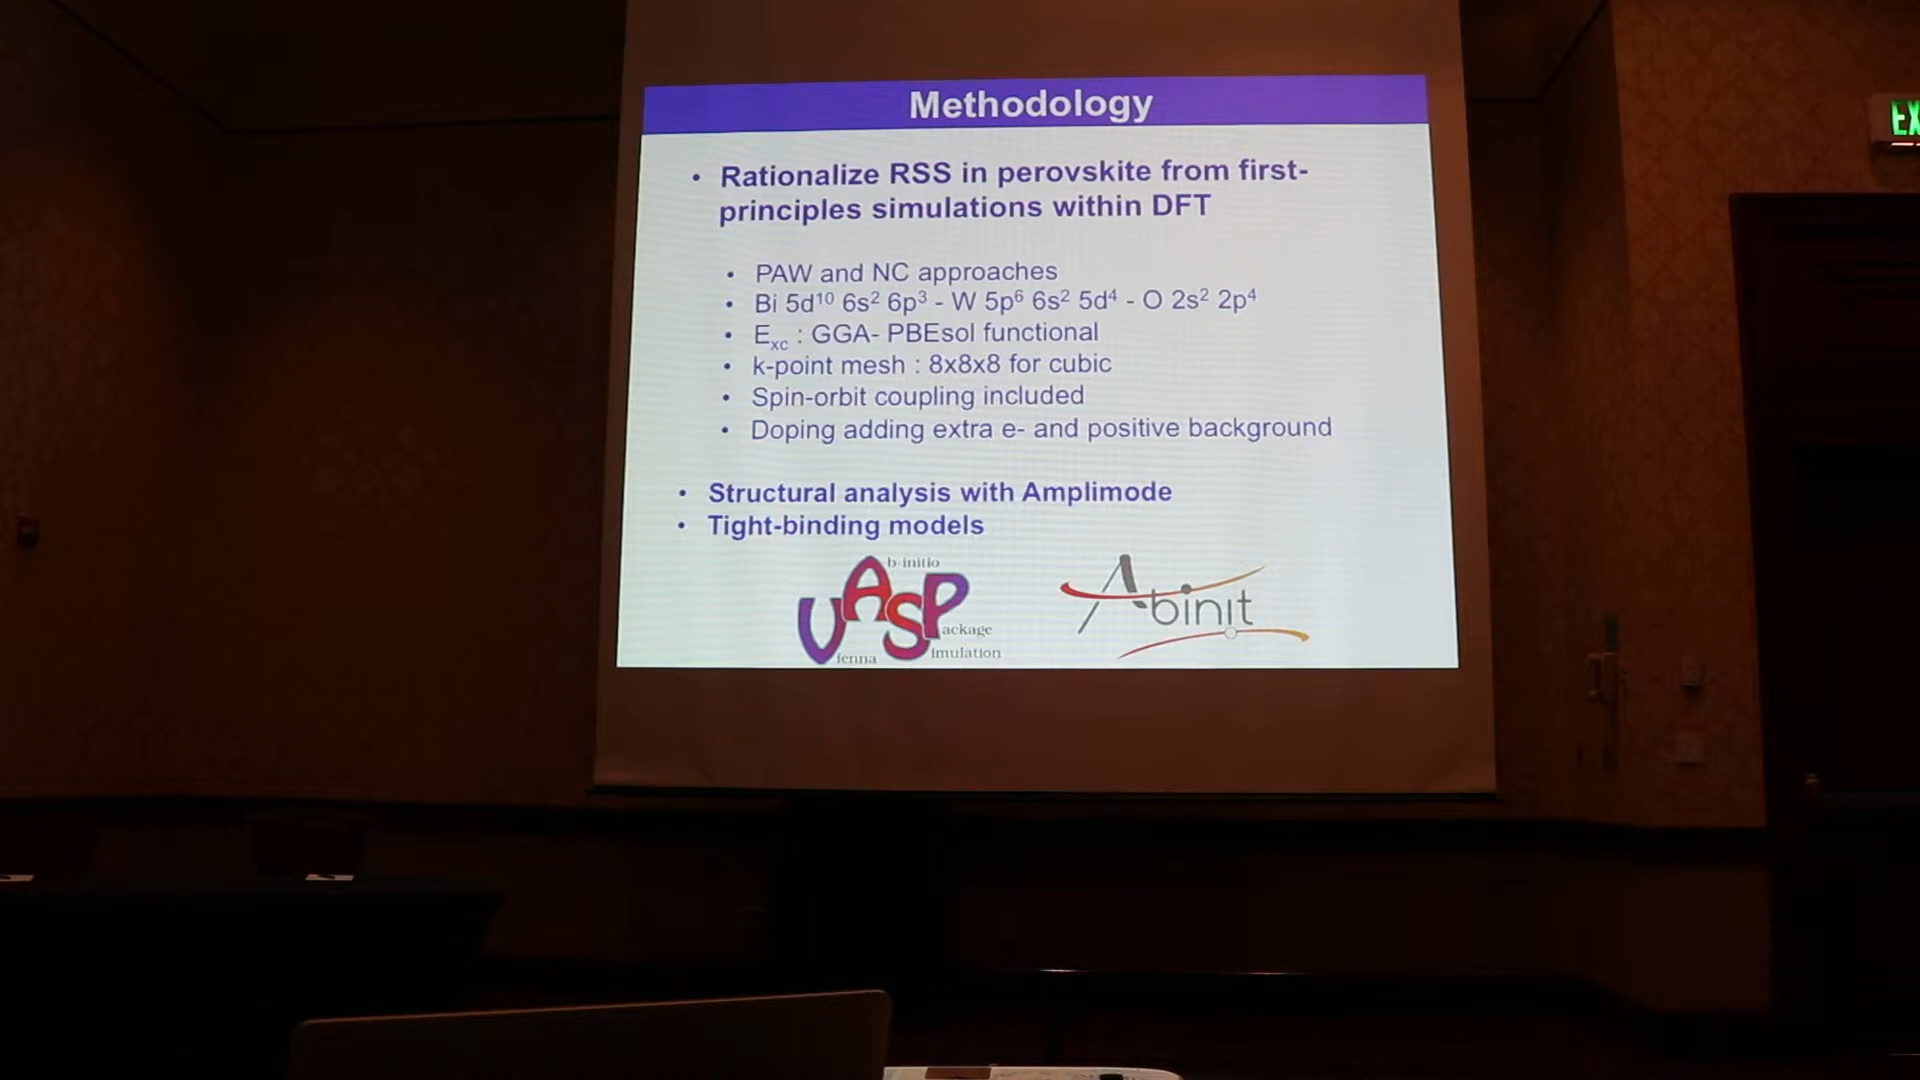 Methodology
• Rationalize RSS in perovskite from first-
principles simulations within DFT
• PAW and NC approaches
• Bi 5d¹⁰ 6s² 6p³ - W 5p⁶ 6s² 5d⁴ - O 2s² 2p⁴
• Exc : GGA- PBEsol functional
• k-point mesh : 8x8x8 for cubic
• Spin-orbit coupling included
• Doping adding extra e- and positive background
• Structural analysis with Amplimode
• Tight-binding models
b-initio
VASP
ackage
imulation
ienna
Abinit
EX